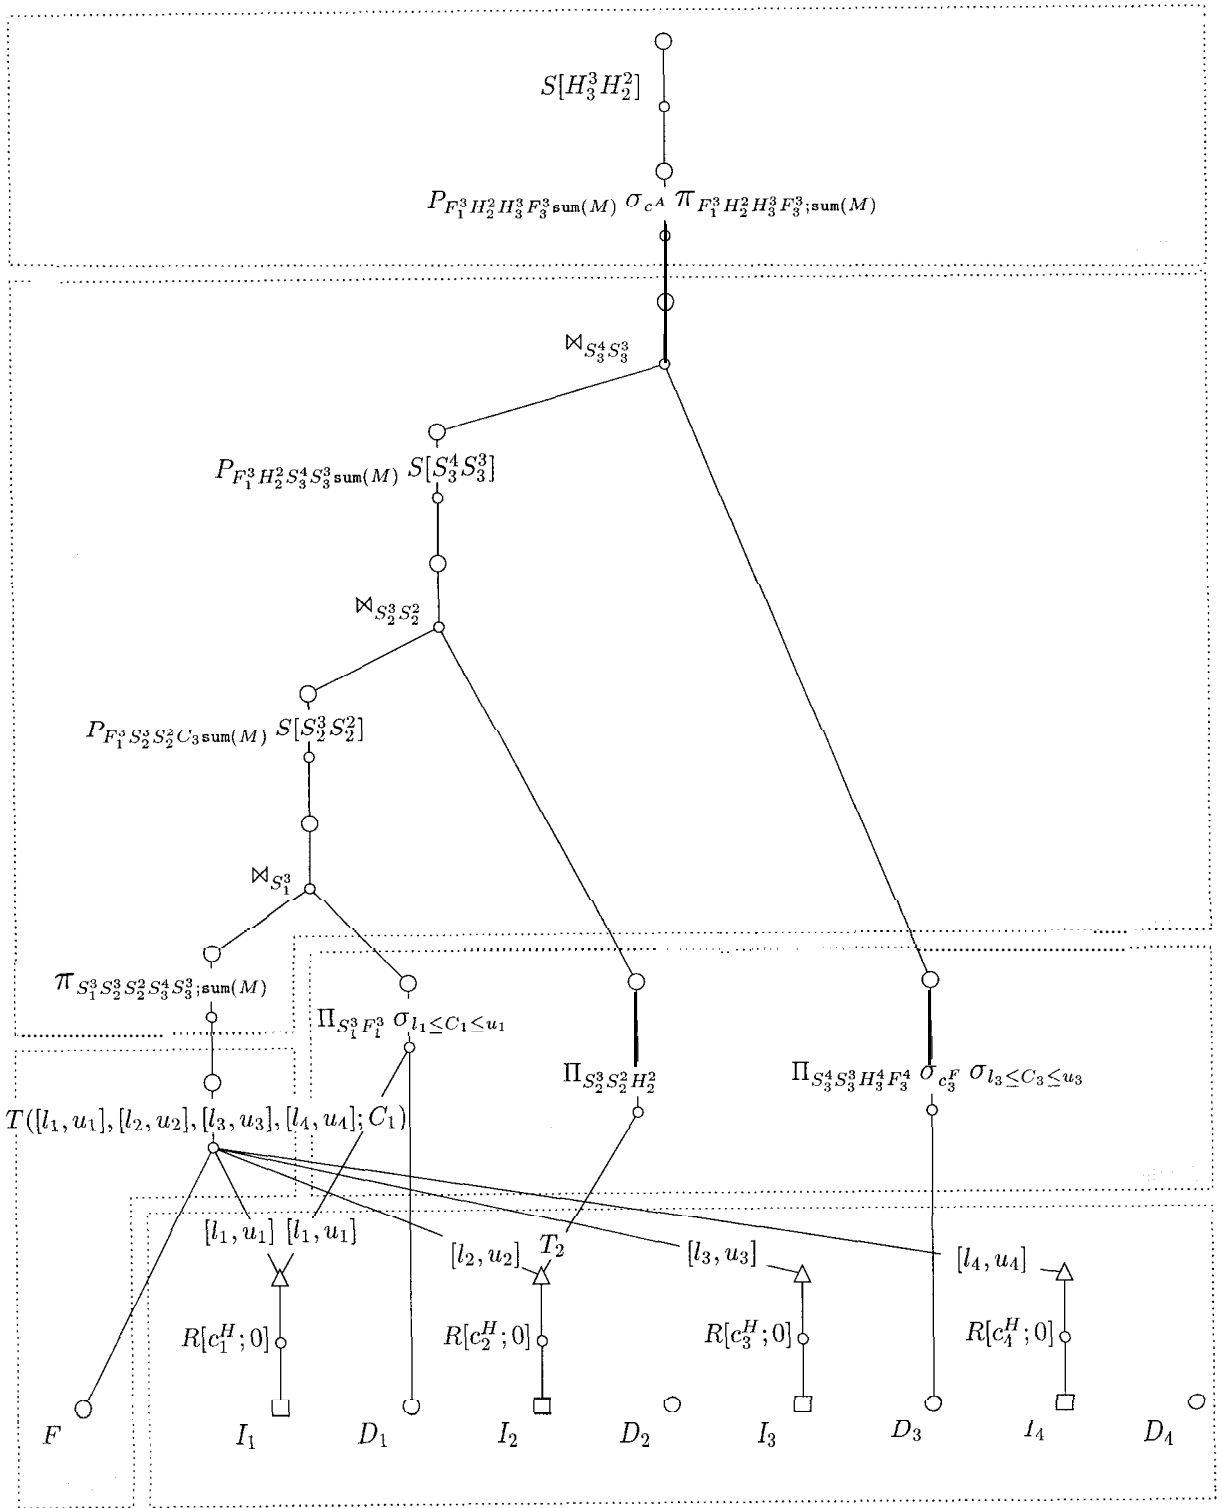 S[H_3^3 H_2^2]
P_{F_1^3 H_2^2 H_3^3 F_3^3 sum(M)} σ_{c^A} π_{F_1^3 H_2^2 H_3^3 F_3^3; sum(M)}
⋈_{S_3^4 S_3^3}
P_{F_1^3 H_2^2 S_3^4 S_3^3 sum(M)} S[S_3^4 S_3^3]
⋈_{S_2^3 S_2^2}
P_{F_1^3 S_2^3 S_2^2 C_3 sum(M)} S[S_2^3 S_2^2]
⋈_{S_1^3}
π_{S_1^3 S_2^3 S_2^2 S_3^4 S_3^3; sum(M)}
Π_{S_1^3 F_1^3} σ_{l_1≤C_1≤u_1}
Π_{S_2^3 S_2^2 H_2^2} Π_{S_3^4 S_3^3 H_3^4 F_3^4} σ_{c_3^F} σ_{l_3≤C_3≤u_3}
T([l_1, u_1], [l_2, u_2], [l_3, u_3], [l_4, u_4]; C_1)
[l_1, u_1] [l_1, u_1] [l_2, u_2] T_2 [l_3, u_3] [l_4, u_4]
R[c_1^H; 0] R[c_2^H; 0] R[c_3^H; 0] R[c_4^H; 0]
F I_1 D_1 I_2 D_2 I_3 D_3 I_4 D_4